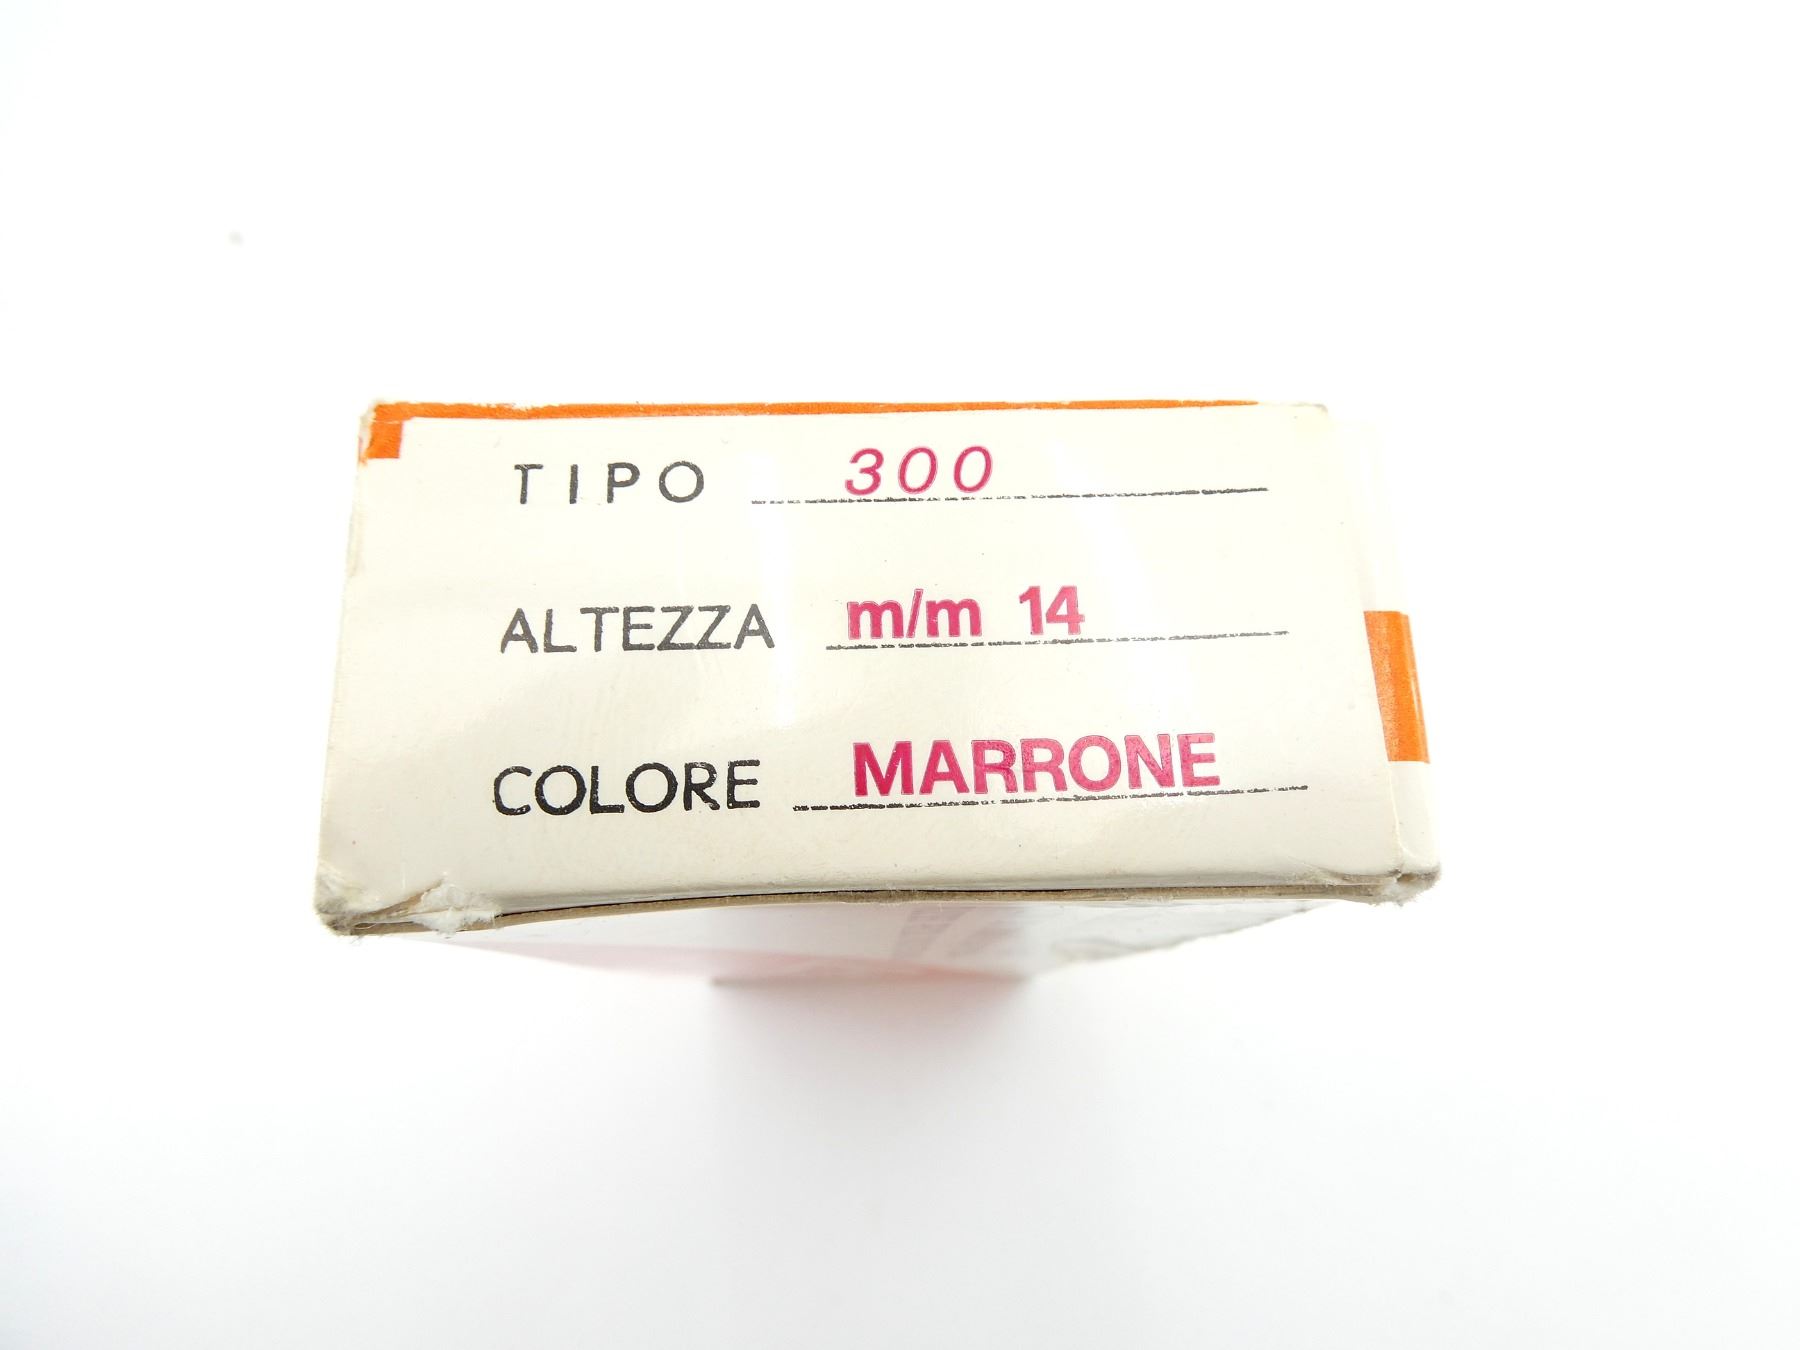 TIPO 300
ALTEZZA m/m 14
COLORE MARRONE